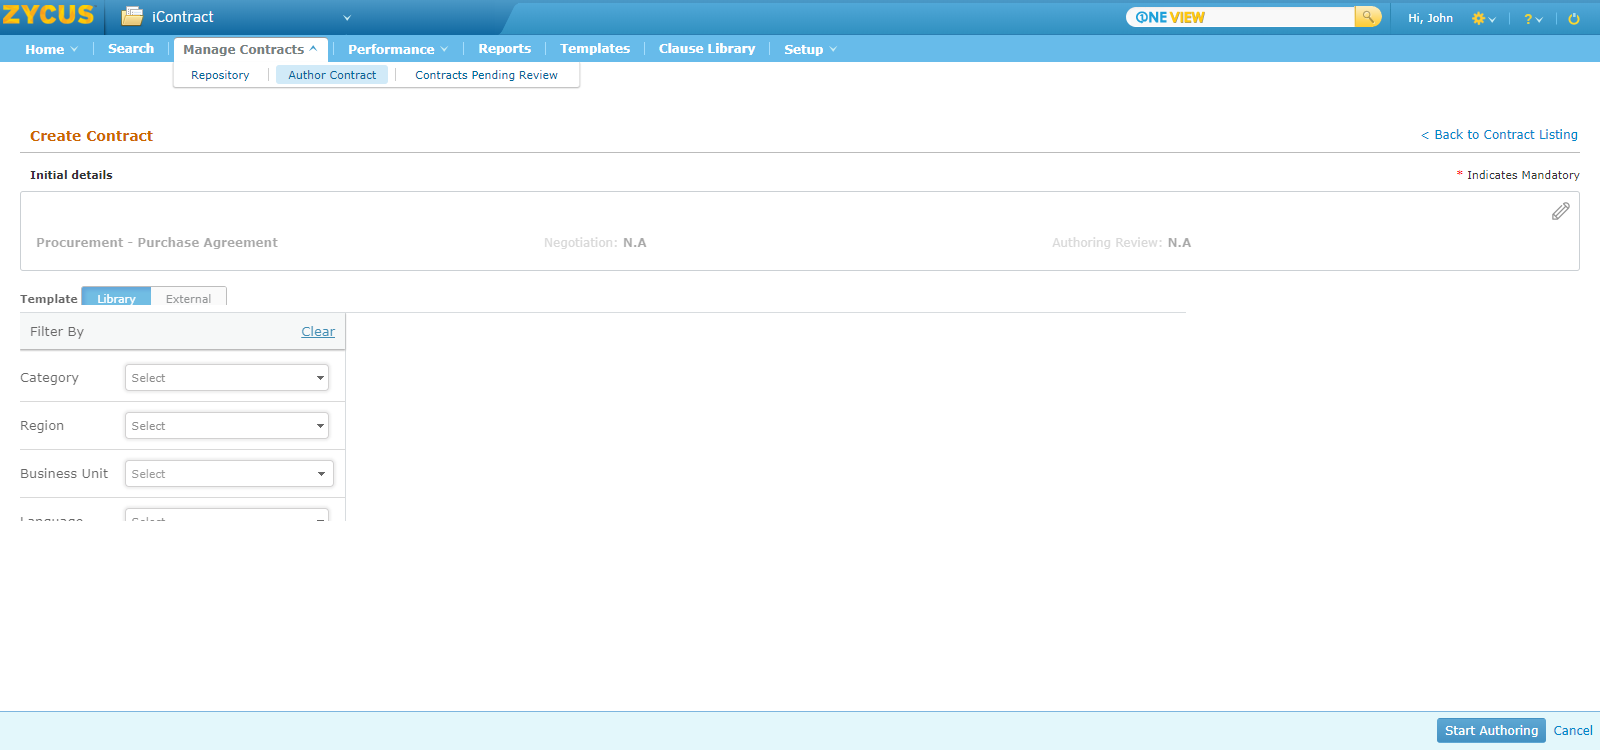 ZYCUS iContract ONE VIEW Hi, John ?
Home Search Manage Contracts Performance Reports Templates Clause Library Setup
Repository Author Contract Contracts Pending Review
Create Contract < Back to Contract Listing
Initial details * Indicates Mandatory
Procurement - Purchase Agreement Negotiation: N.A Authoring Review: N.A
Template Library External
Filter By Clear
Category Select
Region Select
Business Unit Select
Language Select
Start Authoring Cancel